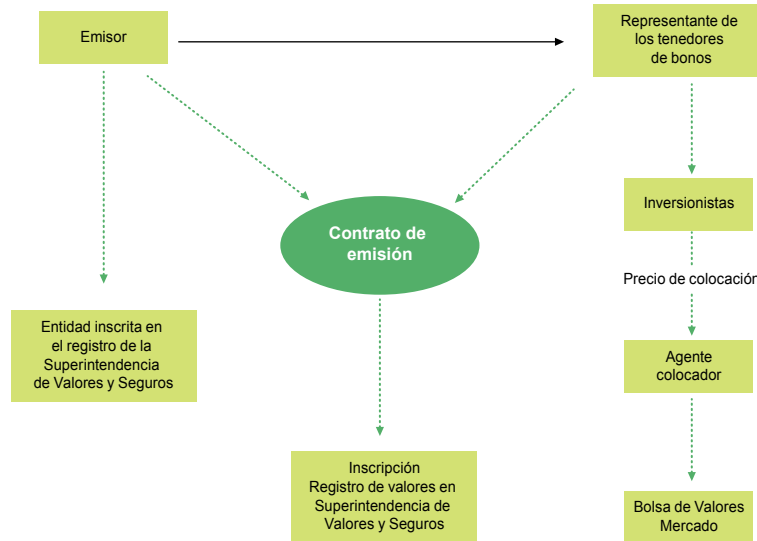 Emisor
Representante de
los tenedores
de bonos
Contrato de
emisión
Inversionistas
Precio de colocación
Entidad inscrita en
el registro de la
Superintendencia
de Valores y Seguros
Agente
colocador
Inscripción
Registro de valores en
Superintendencia de
Valores y Seguros
Bolsa de Valores
Mercado